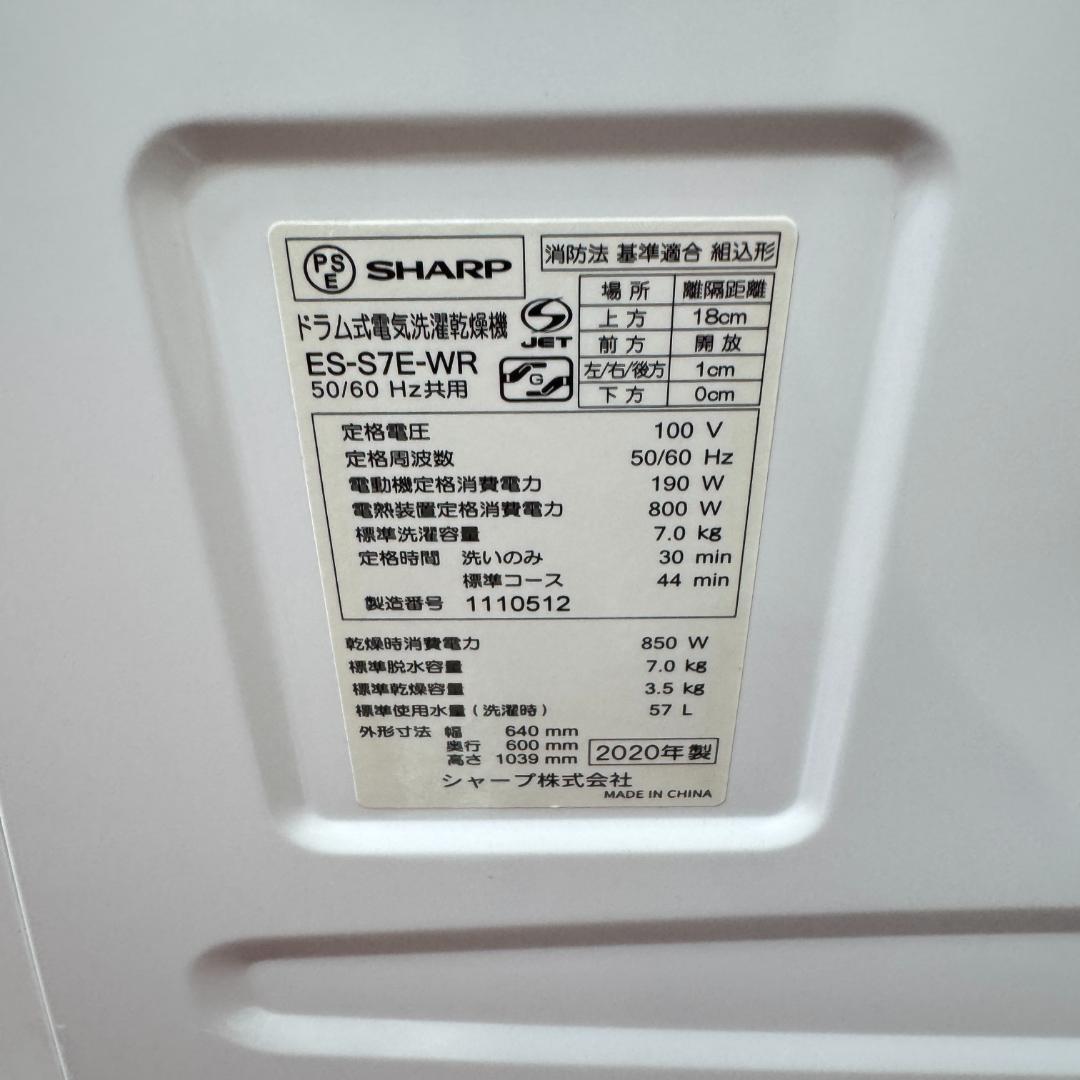 PSE SHARP
消防法 基準適合 組込形
場所 離隔距離
上方 18cm
前方 開放
左/右/後方 1cm
下方 0cm
ドラム式電気洗濯乾燥機
S JET
ES-S7E-WR
G
50/60 Hz共用
定格電圧 100 V
定格周波数 50/60 Hz
電動機定格消費電力 190 W
電熱装置定格消費電力 800 W
標準洗濯容量 7.0 kg
定格時間 洗いのみ 30 min
標準コース 44 min
製造番号 1110512
乾燥時消費電力 850 W
標準脱水容量 7.0 kg
標準乾燥容量 3.5 kg
標準使用水量(洗濯時) 57 L
外形寸法 幅 640 mm
奥行 600 mm
高さ 1039 mm
2020年製
シャープ株式会社
MADE IN CHINA